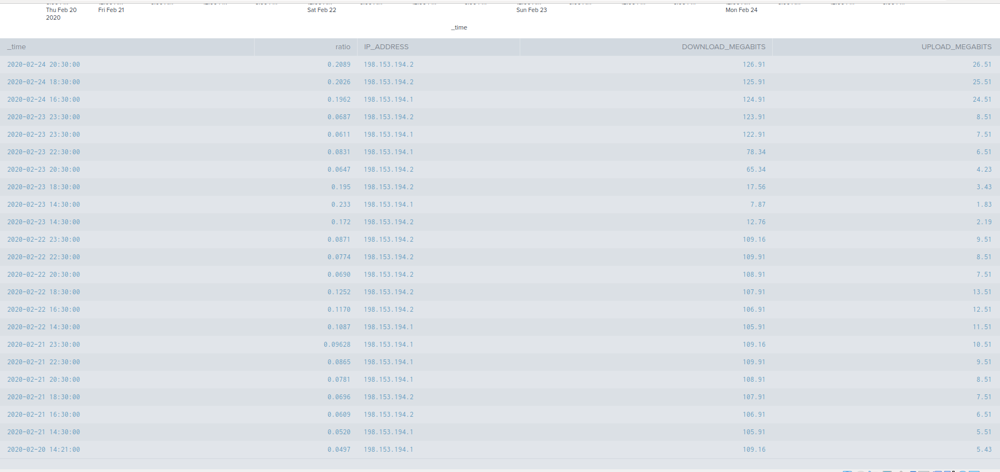 Thu Feb 20 Fri Feb 21 Sat Feb 22 Sun Feb 23 Mon Feb 24
2020
_time
_time ratio IP_ADDRESS DOWNLOAD_MEGABITS UPLOAD_MEGABITS
2020-02-24 20:30:00 0.2089 198.153.194.2 126.91 26.51
2020-02-24 18:30:00 0.2026 198.153.194.2 125.91 25.51
2020-02-24 16:30:00 0.1962 198.153.194.1 124.91 24.51
2020-02-23 23:30:00 0.0687 198.153.194.2 123.91 8.51
2020-02-23 23:30:00 0.0611 198.153.194.1 122.91 7.51
2020-02-23 22:30:00 0.0831 198.153.194.1 78.34 6.51
2020-02-23 20:30:00 0.0647 198.153.194.2 65.34 4.23
2020-02-23 18:30:00 0.195 198.153.194.2 17.56 3.43
2020-02-23 14:30:00 0.233 198.153.194.1 7.87 1.83
2020-02-23 14:30:00 0.172 198.153.194.2 12.76 2.19
2020-02-22 23:30:00 0.0871 198.153.194.2 109.16 9.51
2020-02-22 22:30:00 0.0774 198.153.194.2 109.91 8.51
2020-02-22 20:30:00 0.0690 198.153.194.2 108.91 7.51
2020-02-22 18:30:00 0.1252 198.153.194.2 107.91 13.51
2020-02-22 16:30:00 0.1170 198.153.194.2 106.91 12.51
2020-02-22 14:30:00 0.1087 198.153.194.1 105.91 11.51
2020-02-21 23:30:00 0.09628 198.153.194.1 109.16 10.51
2020-02-21 22:30:00 0.0865 198.153.194.1 109.91 9.51
2020-02-21 20:30:00 0.0781 198.153.194.1 108.91 8.51
2020-02-21 18:30:00 0.0696 198.153.194.2 107.91 7.51
2020-02-21 16:30:00 0.0609 198.153.194.2 106.91 6.51
2020-02-21 14:30:00 0.0520 198.153.194.1 105.91 5.51
2020-02-20 14:21:00 0.0497 198.153.194.1 109.16 5.43